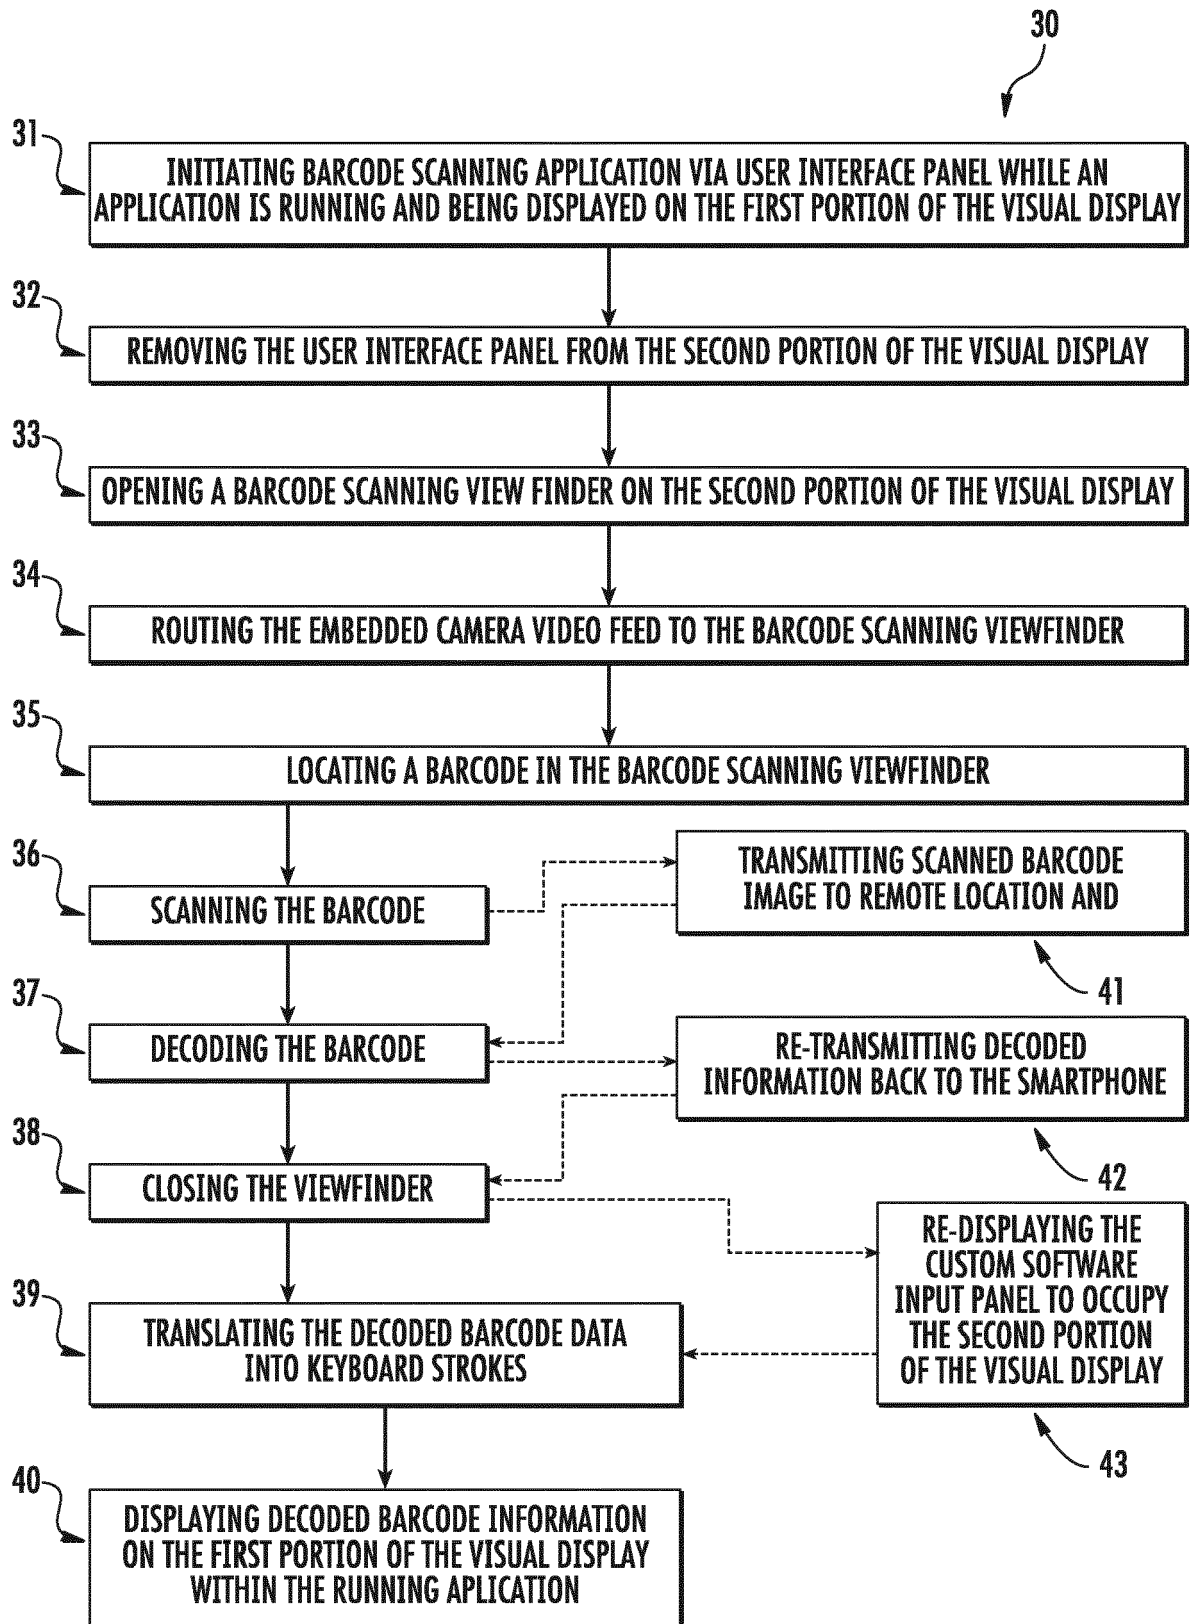 30
31
INITIATING BARCODE SCANNING APPLICATION VIA USER INTERFACE PANEL WHILE AN
APPLICATION IS RUNNING AND BEING DISPLAYED ON THE FIRST PORTION OF THE VISUAL DISPLAY
32
REMOVING THE USER INTERFACE PANEL FROM THE SECOND PORTION OF THE VISUAL DISPLAY
33
OPENING A BARCODE SCANNING VIEW FINDER ON THE SECOND PORTION OF THE VISUAL DISPLAY
34
ROUTING THE EMBEDDED CAMERA VIDEO FEED TO THE BARCODE SCANNING VIEWFINDER
35
LOCATING A BARCODE IN THE BARCODE SCANNING VIEWFINDER
36
SCANNING THE BARCODE
TRANSMITTING SCANNED BARCODE
IMAGE TO REMOTE LOCATION AND
41
37
DECODING THE BARCODE
RE-TRANSMITTING DECODED
INFORMATION BACK TO THE SMARTPHONE
42
38
CLOSING THE VIEWFINDER
RE-DISPLAYING THE
CUSTOM SOFTWARE
INPUT PANEL TO OCCUPY
THE SECOND PORTION
OF THE VISUAL DISPLAY
43
39
TRANSLATING THE DECODED BARCODE DATA
INTO KEYBOARD STROKES
40
DISPLAYING DECODED BARCODE INFORMATION
ON THE FIRST PORTION OF THE VISUAL DISPLAY
WITHIN THE RUNNING APLICATION